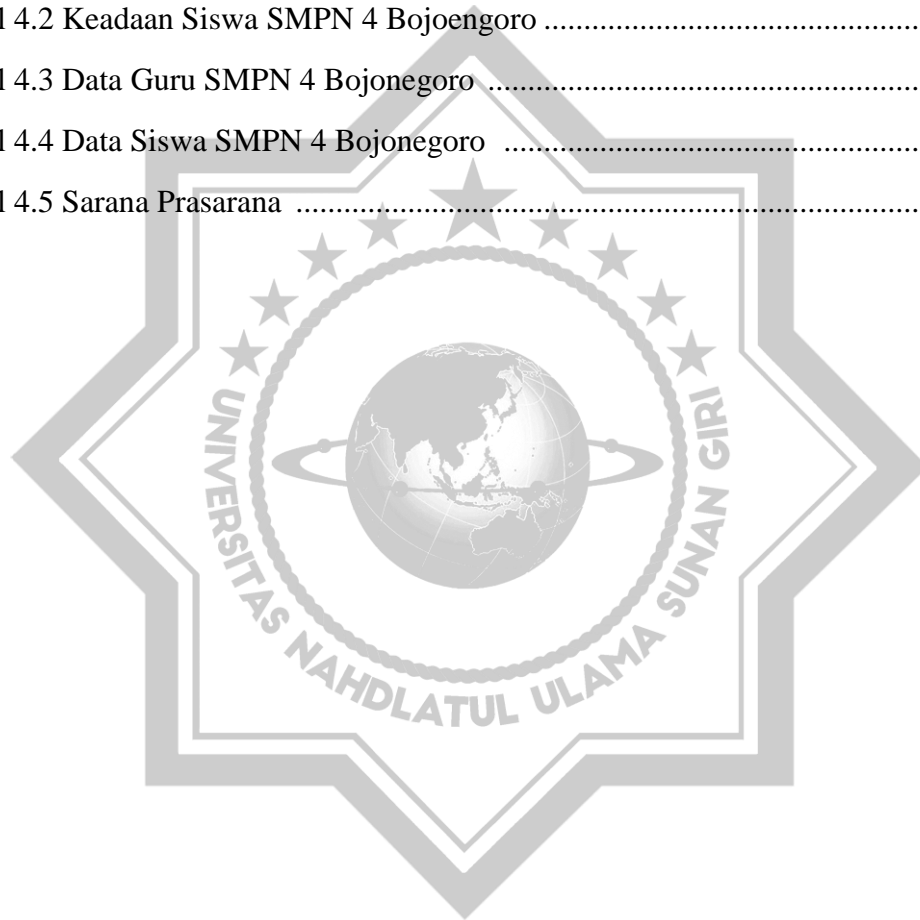 l 4.2 Keadaan Siswa SMPN 4 Bojoengoro ................................................
l 4.3 Data Guru SMPN 4 Bojonegoro .......................................................
l 4.4 Data Siswa SMPN 4 Bojonegoro .....................................................
l 4.5 Sarana Prasarana ...............................................................................
UNIVERSITAS NAHDLATUL ULAMA SUNAN GIRI